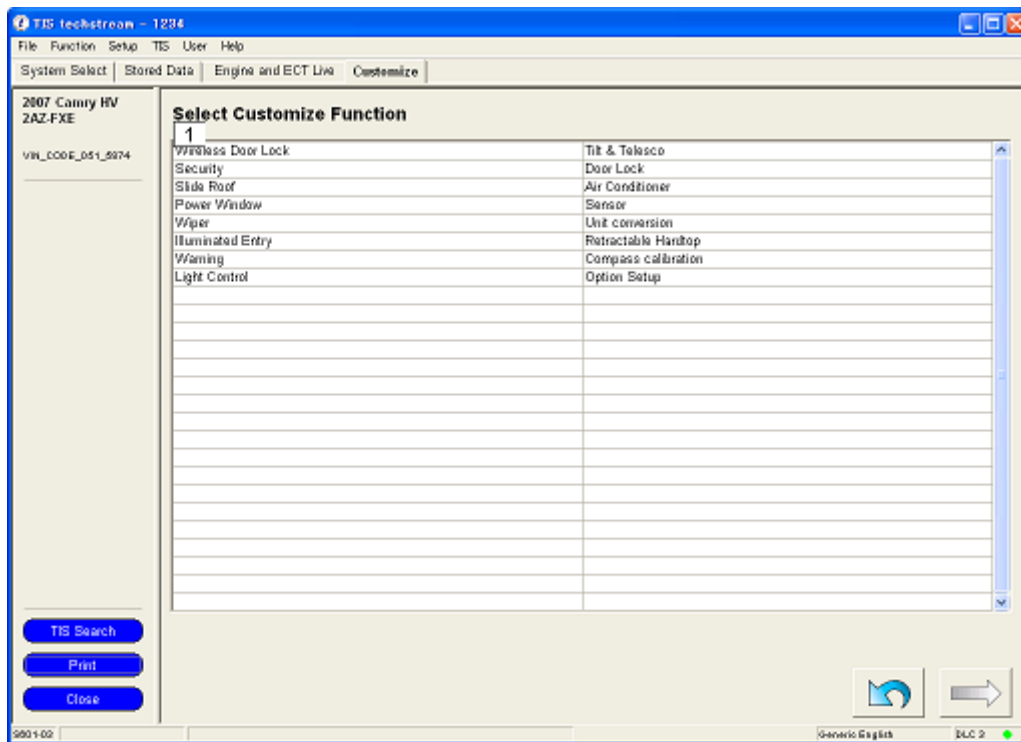 TIS techstream - 1234
File Function Setup TIS User Help
System Select Stored Data Engine and ECT Live Customize
2007 Camry HV
2AZ-FXE
VIN_CODE_051_5974
Select Customize Function
1
Wireless Door Lock Tilt & Telesco
Security Door Lock
Slide Roof Air Conditioner
Power Window Sensor
Wiper Unit conversion
Illuminated Entry Retractable Hardtop
Warning Compass calibration
Light Control Option Setup
TIS Search
Print
Close
S601-02 Generic English DLC 2